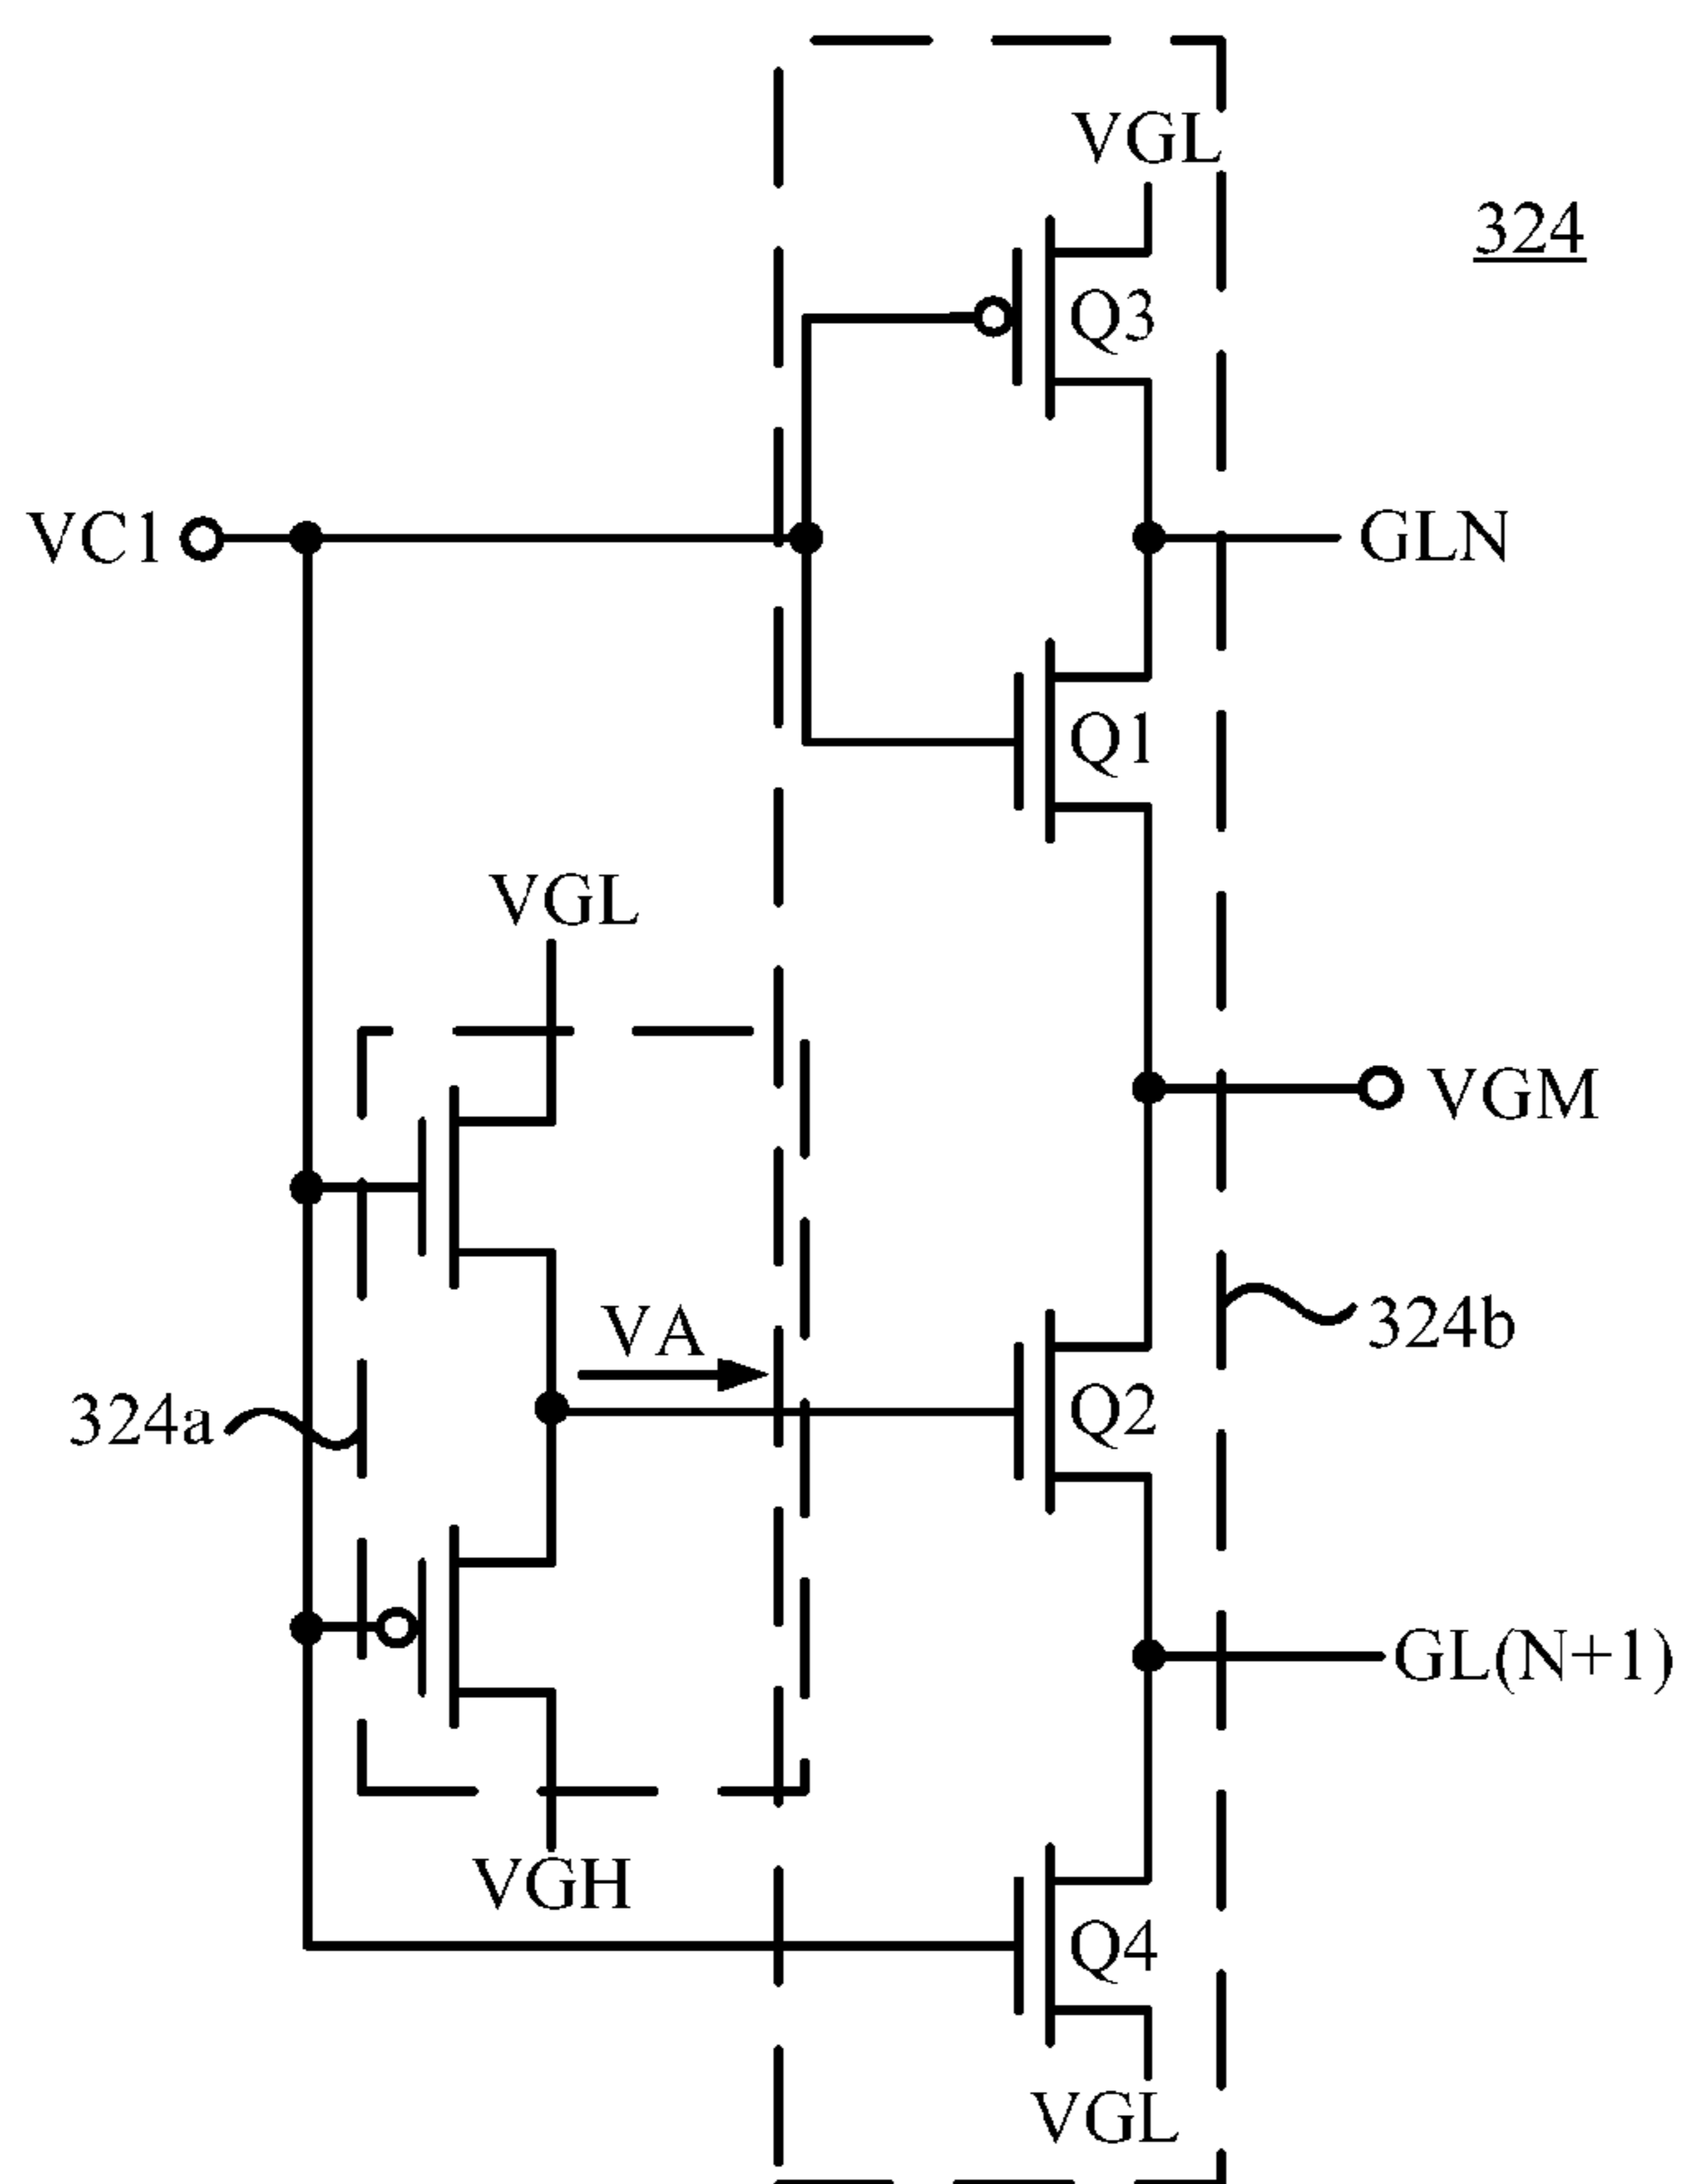 VGL
324
Q3
VC1
GLN
Q1
VGL
VGM
VA
324b
324a
Q2
GL(N+1)
VGH
Q4
VGL